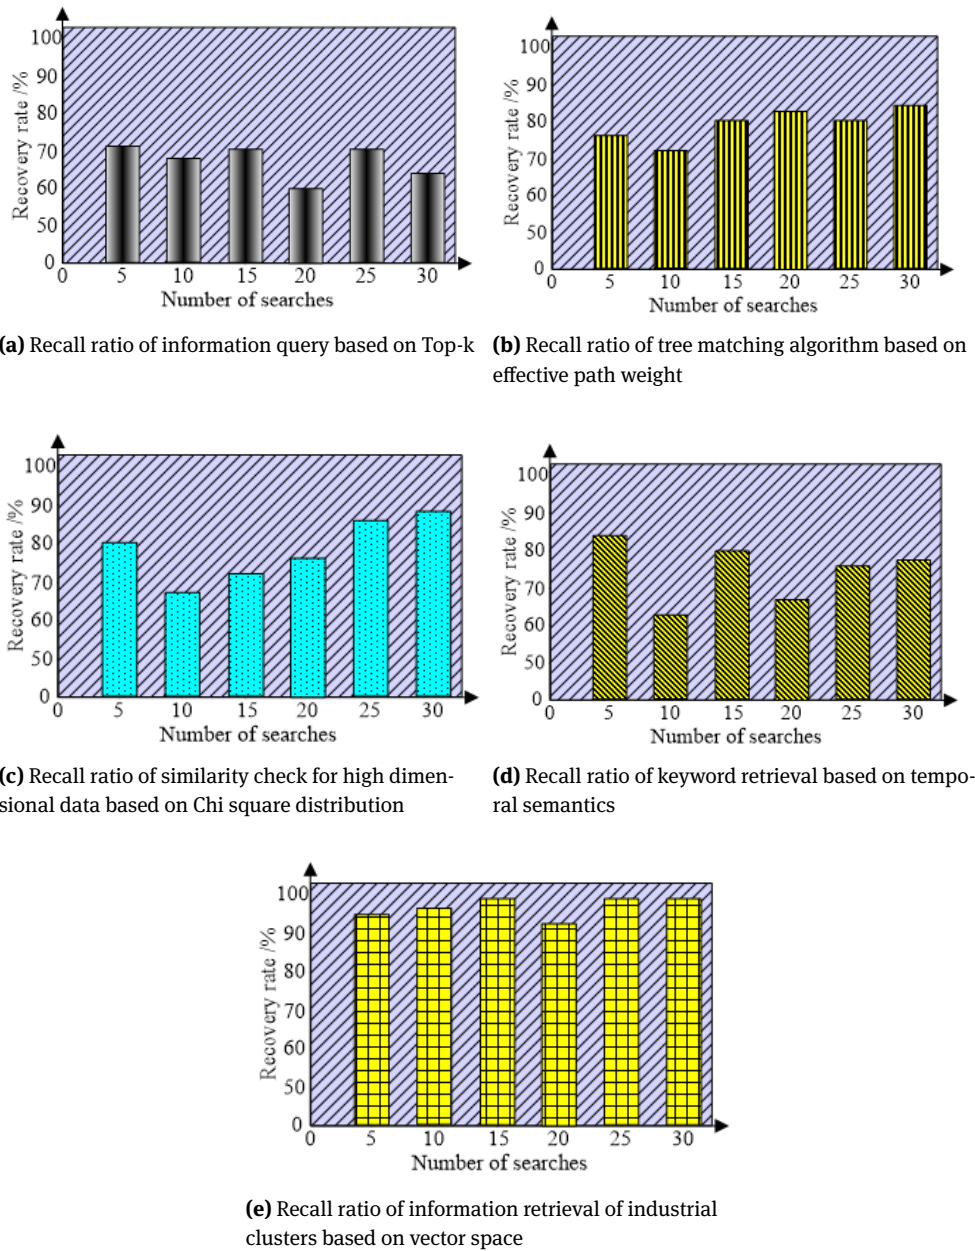 100
90
80
70
60
50
0
Recovery rate /%
0 5 10 15 20 25 30
Number of searches
(a) Recall ratio of information query based on Top-k
100
90
80
70
60
50
0
Recovery rate /%
0 5 10 15 20 25 30
Number of searches
(b) Recall ratio of tree matching algorithm based on
effective path weight
100
90
80
70
60
50
0
Recovery rate /%
0 5 10 15 20 25 30
Number of searches
(c) Recall ratio of similarity check for high dimen-
sional data based on Chi square distribution
100
90
80
70
60
50
0
Recovery rate /%
0 5 10 15 20 25 30
Number of searches
(d) Recall ratio of keyword retrieval based on tempo-
ral semantics
100
90
80
70
60
50
0
Recovery rate /%
0 5 10 15 20 25 30
Number of searches
(e) Recall ratio of information retrieval of industrial
clusters based on vector space